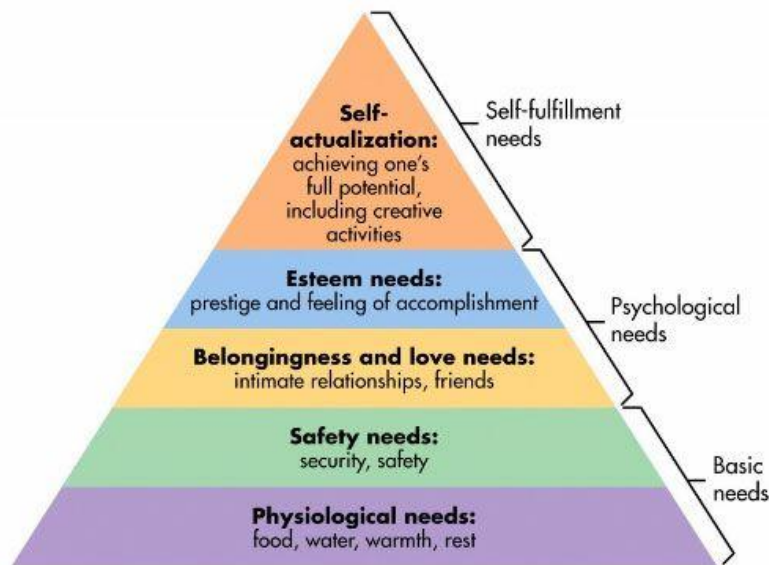 Self-
actualization:
achieving one's
full potential,
including creative
activities
Self-fulfillment
needs
Esteem needs:
prestige and feeling of accomplishment
Psychological
needs
Belongingness and love needs:
intimate relationships, friends
Safety needs:
security, safety
Basic
needs
Physiological needs:
food, water, warmth, rest